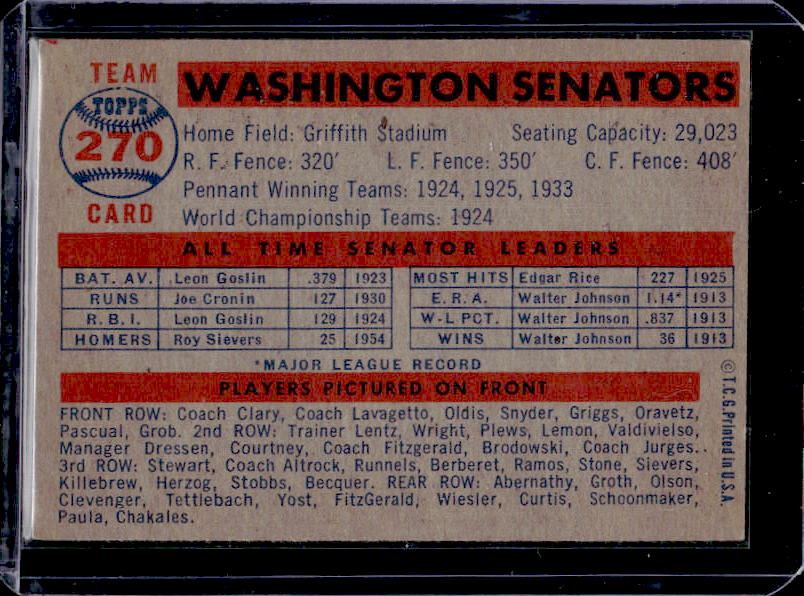 TEAM
TOPPS
270
CARD
WASHINGTON SENATORS
Home Field: Griffith Stadium Seating Capacity: 29,023
R. F. Fence: 320′ L. F. Fence: 350′ C. F. Fence: 408′
Pennant Winning Teams: 1924, 1925, 1933
World Championship Teams: 1924
ALL TIME SENATOR LEADERS
BAT. AV. Leon Goslin .379 1923 MOST HITS Edgar Rice 227 1925
RUNS Joe Cronin 127 1930 E.R.A. Walter Johnson 1.14* 1913
R.B.I. Leon Goslin 129 1924 W-L PCT. Walter Johnson .837 1913
HOMERS Roy Sievers 25 1954 WINS Walter Johnson 36 1913
*MAJOR LEAGUE RECORD
PLAYERS PICTURED ON FRONT
FRONT ROW: Coach Clary, Coach Lavagetto, Oldis, Snyder, Griggs, Oravetz,
Pascual, Grob. 2nd ROW: Trainer Lentz, Wright, Plews, Lemon, Valdivielso,
Manager Dressen, Courtney, Coach Fitzgerald, Brodowski, Coach Jurges..
3rd ROW: Stewart, Coach Altrock, Runnels, Berberet, Ramos, Stone, Sievers,
Killebrew, Herzog, Stobbs, Becquer. REAR ROW: Abernathy, Groth, Olson,
Clevenger, Tettlebach, Yost, FitzGerald, Wiesler, Curtis, Schoonmaker,
Paula, Chakales.
© T.C.G. Printed in U.S.A.